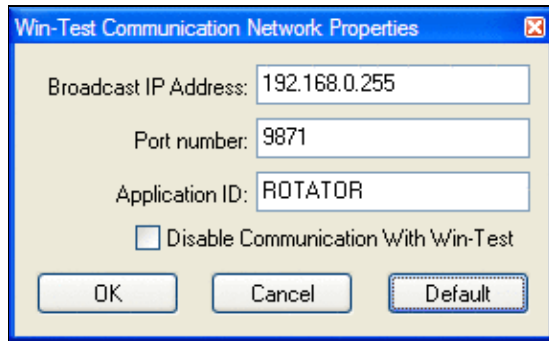 Win-Test Communication Network Properties
Broadcast IP Address: 192.168.0.255
Port number: 9871
Application ID: ROTATOR
Disable Communication With Win-Test
OK Cancel Default